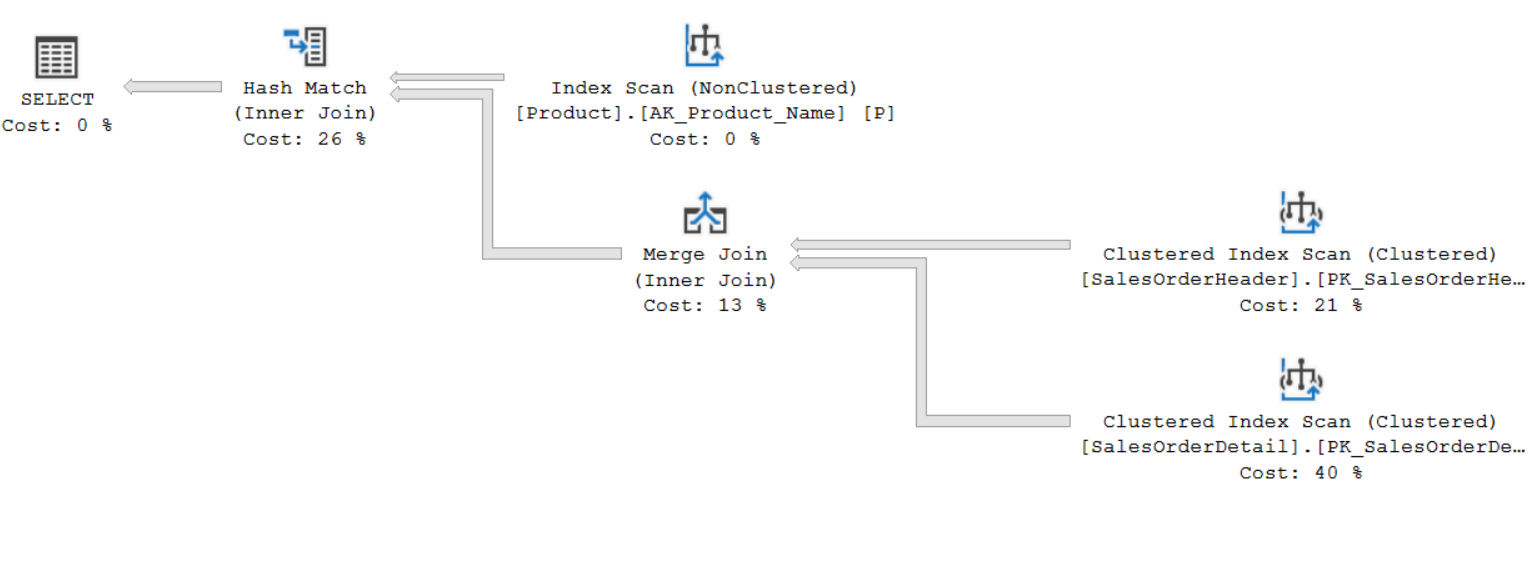 SELECT
Cost: 0 %
Hash Match
(Inner Join)
Cost: 26 %
Index Scan (NonClustered)
[Product].[AK_Product_Name] [P]
Cost: 0 %
Merge Join
(Inner Join)
Cost: 13 %
Clustered Index Scan (Clustered)
[SalesOrderHeader].[PK_SalesOrderHe…
Cost: 21 %
Clustered Index Scan (Clustered)
[SalesOrderDetail].[PK_SalesOrderDe…
Cost: 40 %